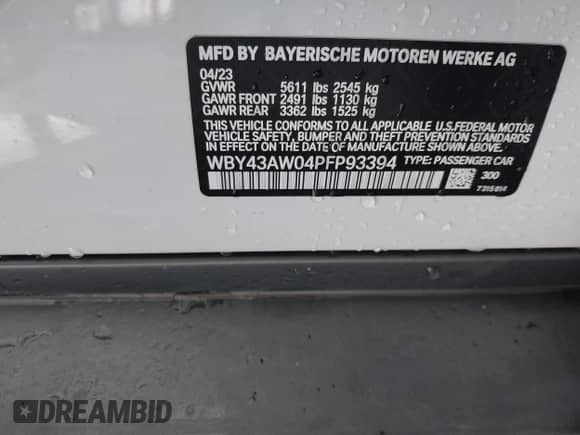 MFD BY BAYERISCHE MOTOREN WERKE AG
04/23
GVWR 5611 lbs 2545 kg
GAWR FRONT 2491 lbs 1130 kg
GAWR REAR 3362 lbs 1525 kg
THIS VEHICLE CONFORMS TO ALL APPLICABLE U.S.FEDERAL MOTOR
VEHICLE SAFETY, BUMPER, AND THEFT PREVENTION STANDARDS
IN EFFECT ON THE DATE OF MANUFACTURE SHOWN ABOVE.
WBY43AW04PFP93394 TYPE: PASSENGER CAR
300
7315814
DREAMBID